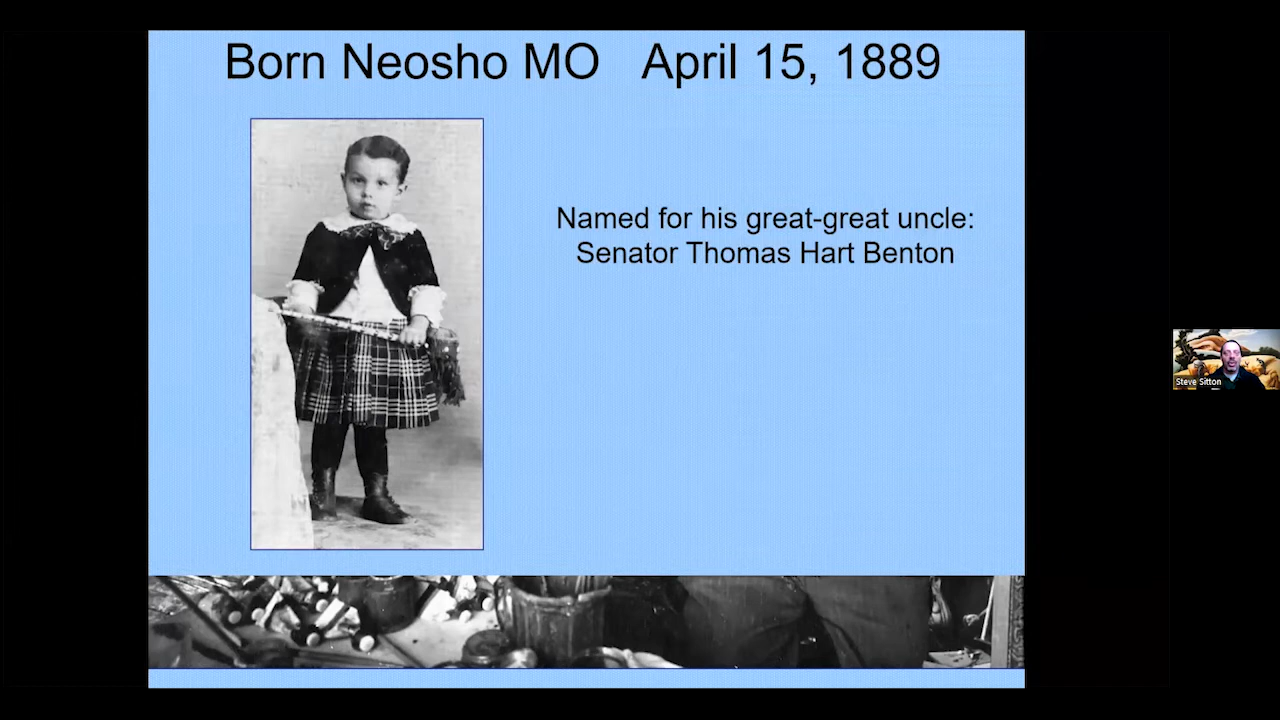 Born Neosho MO April 15, 1889
Named for his great-great uncle:
Senator Thomas Hart Benton
Steve Sitton